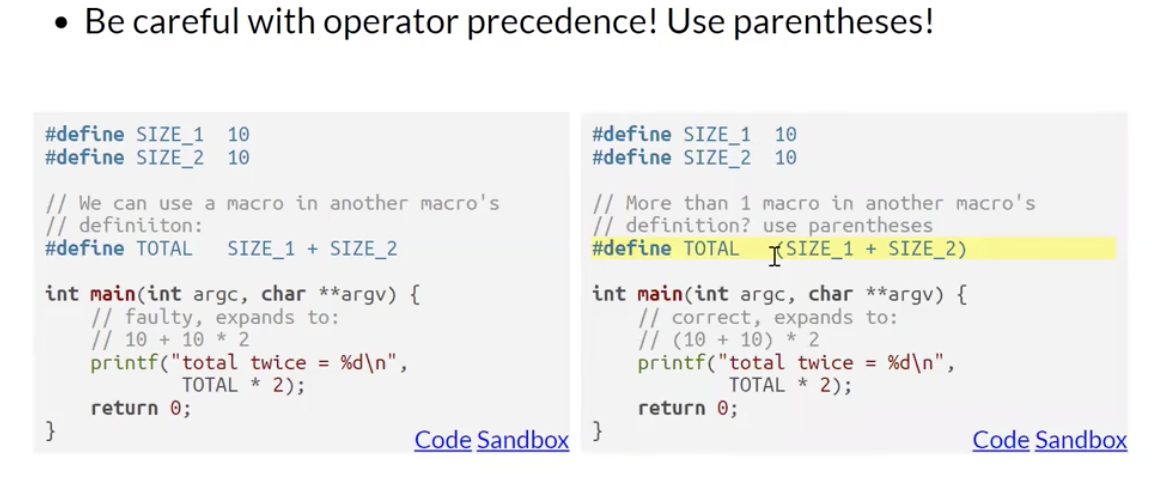 • Be careful with operator precedence! Use parentheses!
#define SIZE_1  10
#define SIZE_2  10
// We can use a macro in another macro's
// definiiton:
#define TOTAL   SIZE_1 + SIZE_2
int main(int argc, char **argv) {
    // faulty, expands to:
    // 10 + 10 * 2
    printf("total twice = %d\n",
            TOTAL * 2);
    return 0;
}
Code Sandbox
#define SIZE_1  10
#define SIZE_2  10
// More than 1 macro in another macro's
// definition? use parentheses
#define TOTAL   (SIZE_1 + SIZE_2)
int main(int argc, char **argv) {
    // correct, expands to:
    // (10 + 10) * 2
    printf("total twice = %d\n",
            TOTAL * 2);
    return 0;
}
Code Sandbox